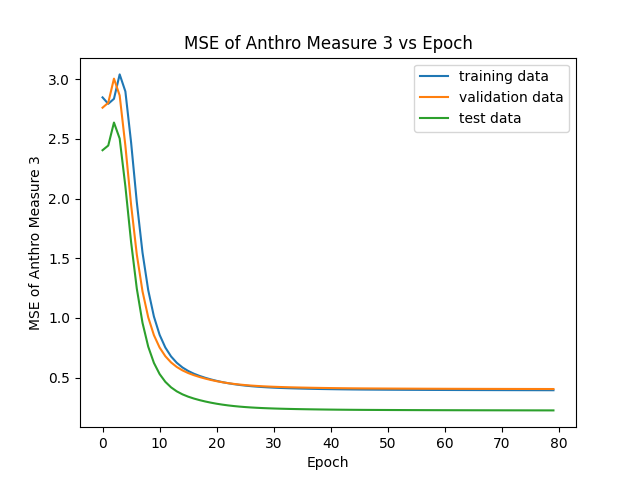 MSE of Anthro Measure 3 vs Epoch
training data
validation data
test data
MSE of Anthro Measure 3
3.0
2.5
2.0
1.5
1.0
0.5
0 10 20 30 40 50 60 70 80
Epoch